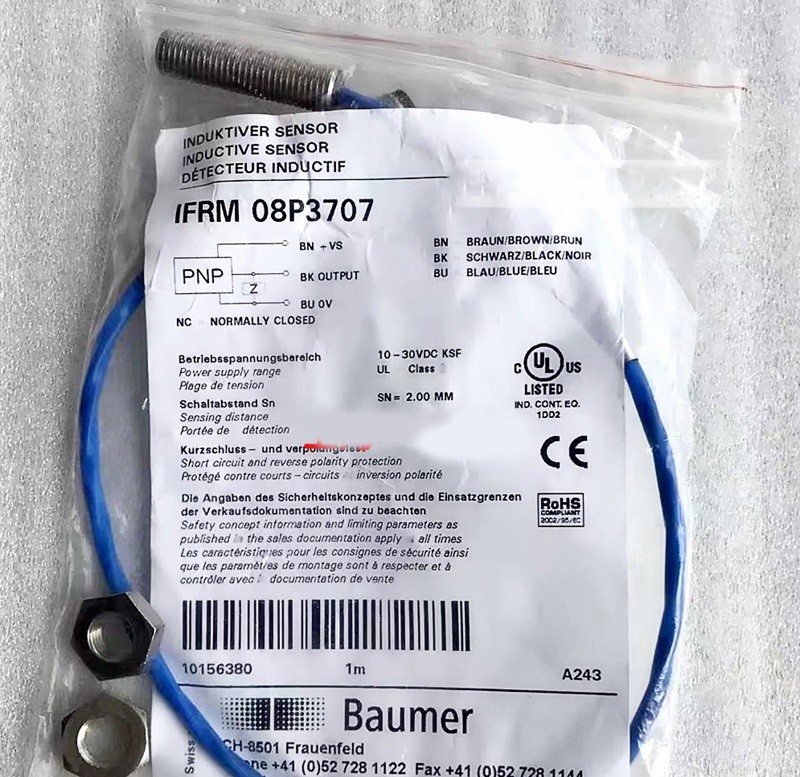 INDUKTIVER SENSOR
INDUCTIVE SENSOR
DÉTECTEUR INDUCTIF
IFRM 08P3707
PNP
BN +VS
BK OUTPUT
Z
BU 0V
BN BRAUN/BROWN/BRUN
BK SCHWARZ/BLACK/NOIR
BU BLAU/BLUE/BLEU
NC NORMALLY CLOSED
Betriebsspannungsbereich 10-30VDC KSF
Power supply range UL Class
Plage de tension
Schaltabstand Sn SN= 2.00 MM
Sensing distance
Portée de détection
C UL US
LISTED
IND. CONT. EQ.
1DD2
CE
Kurzschluss- und verpolungsfest
Short circuit and reverse polarity protection
Protégé contre courts-circuits inversion polarité
Die Angaben des Sicherheitskonzeptes und die Einsatzgrenzen
der Verkaufsdokumentation sind zu beachten
Safety concept information and limiting parameters as
published the sales documentation apply all times
Les caractéristiques pour les consignes de sécurité ainsi
que les paramètres de montage sont à respecter et à
contrôler avec documentation de vente
RoHS
COMPLIANT
2002/95/EC
10156380 1m A243
Baumer
Swiss
CH-8501 Frauenfeld
+41 (0)52 728 1122 Fax +41 (0)52 728 1144